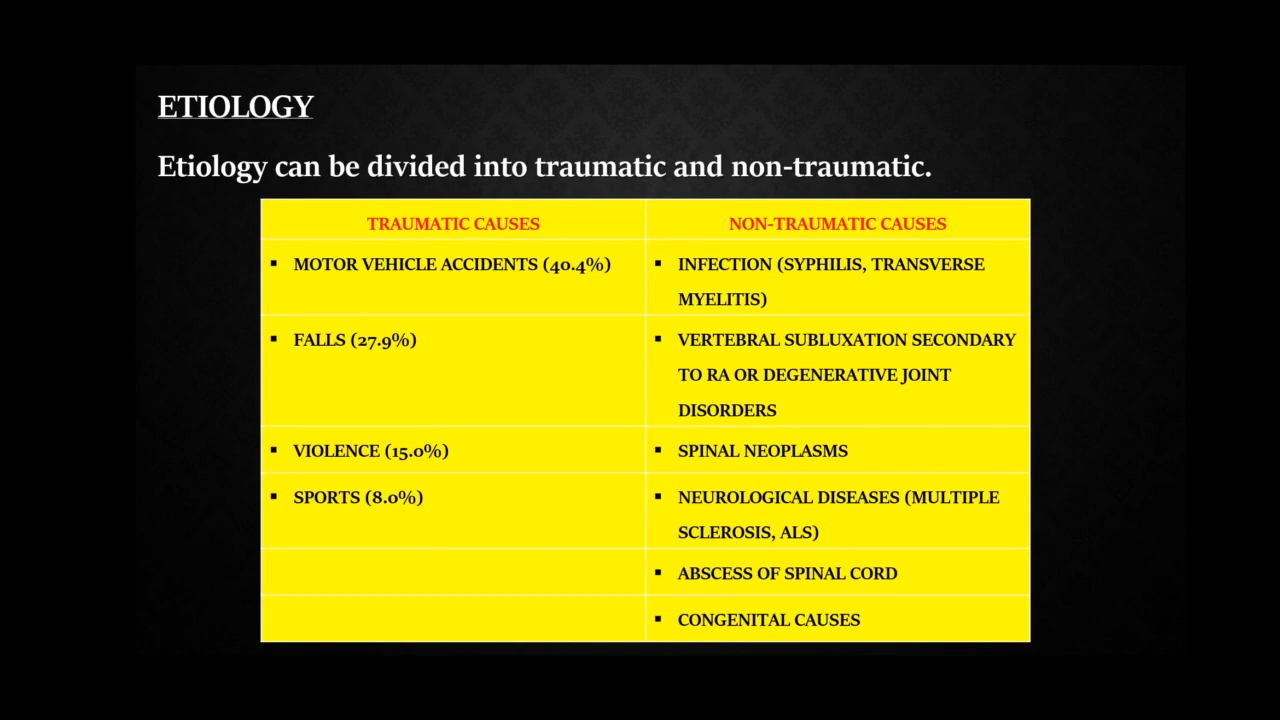 ETIOLOGY
Etiology can be divided into traumatic and non-traumatic.
TRAUMATIC CAUSES
NON-TRAUMATIC CAUSES
▪ MOTOR VEHICLE ACCIDENTS (40.4%)
▪ INFECTION (SYPHILIS, TRANSVERSE
MYELITIS)
▪ FALLS (27.9%)
▪ VERTEBRAL SUBLUXATION SECONDARY
TO RA OR DEGENERATIVE JOINT
DISORDERS
▪ VIOLENCE (15.0%)
▪ SPINAL NEOPLASMS
▪ SPORTS (8.0%)
▪ NEUROLOGICAL DISEASES (MULTIPLE
SCLEROSIS, ALS)
▪ ABSCESS OF SPINAL CORD
▪ CONGENITAL CAUSES